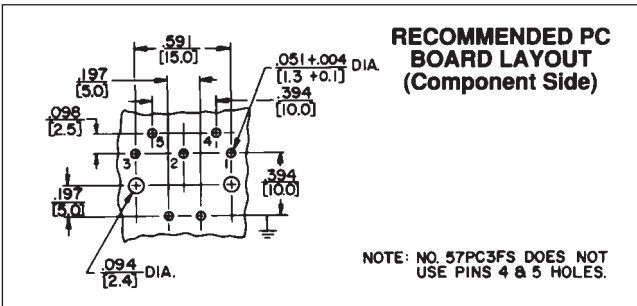 RECOMMENDED PC
BOARD LAYOUT
(Component Side)
.591
[15.0]
.051+.004 DIA.
[1.3 +0.1]
.197
[5.0]
.394
[10.0]
.098
[2.5]
5
4
3
2
1
.394
[10.0]
.197
[5.0]
.094 DIA.
[2.4]
NOTE: NO. 57PC3FS DOES NOT
USE PINS 4 & 5 HOLES.